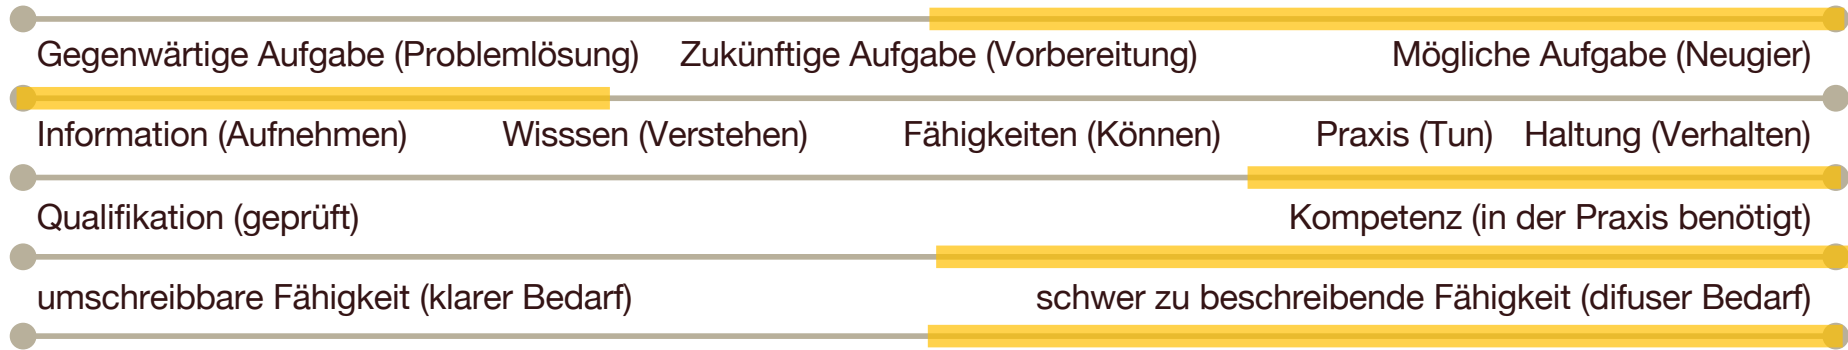 Gegenwärtige Aufgabe (Problemlösung) Zukünftige Aufgabe (Vorbereitung) Mögliche Aufgabe (Neugier)
Information (Aufnehmen) Wisssen (Verstehen) Fähigkeiten (Können) Praxis (Tun) Haltung (Verhalten)
Qualifikation (geprüft) Kompetenz (in der Praxis benötigt)
umschreibbare Fähigkeit (klarer Bedarf) schwer zu beschreibende Fähigkeit (difuser Bedarf)